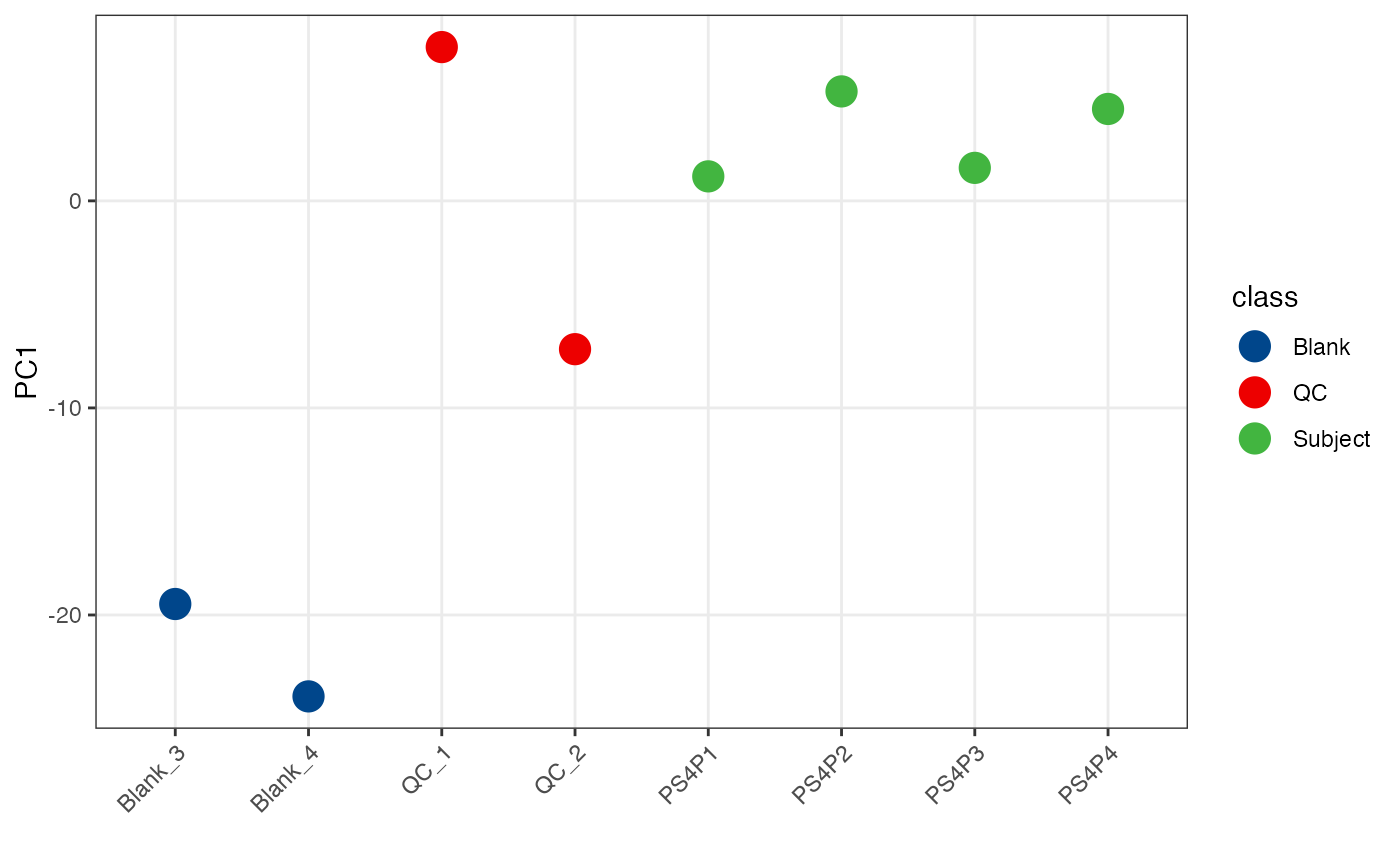 PC1
0
-10
-20
Blank_3
Blank_4
QC_1
QC_2
PS4P1
PS4P2
PS4P3
PS4P4
class
Blank
QC
Subject